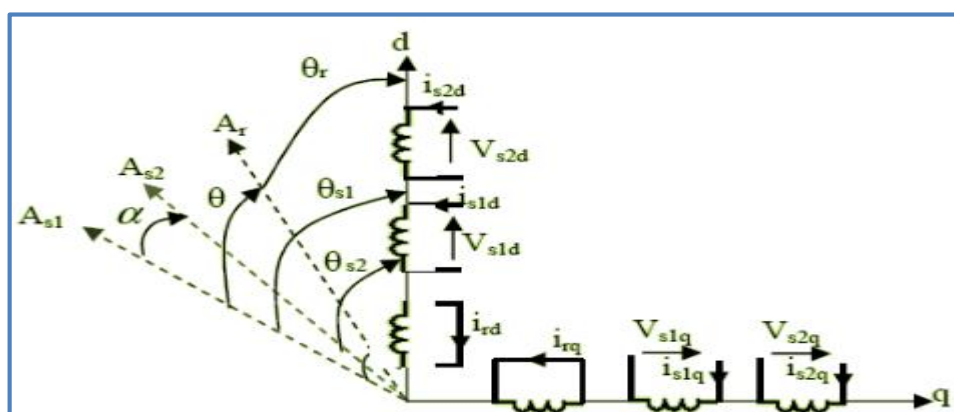 d
θr
is2d
Ar
Vs2d
As2
θs1
As1
α
θ
is1d
Vs1d
θs2
ird
irq
Vs1q
is1q
Vs2q
is2q
q